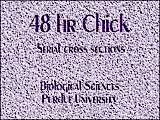 48 Hr Chick
Serial cross sections
Biological Sciences
Purdue University